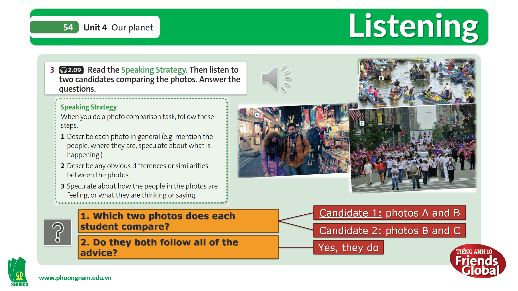 54 Unit 4 Our planet
Listening
3 2.09 Read the Speaking Strategy. Then listen to
two candidates comparing the photos. Answer the
questions.
Speaking Strategy
When you do a photo comparison task, follow these
steps.
1 Describe each photo in general (e.g. mention the
people, where they are, speculate about what is
happening.)
2 Describe any obvious differences or similarities
between the photos.
3 Speculate about how the people in the photos are
feeling, or what they are thinking or saying.
1. Which two photos does each
student compare?
2. Do they both follow all of the
advice?
Candidate 1: photos A and B
Candidate 2: photos B and C
Yes, they do
TIẾNG ANH 10
Friends
Global
www.phuongnam.edu.vn